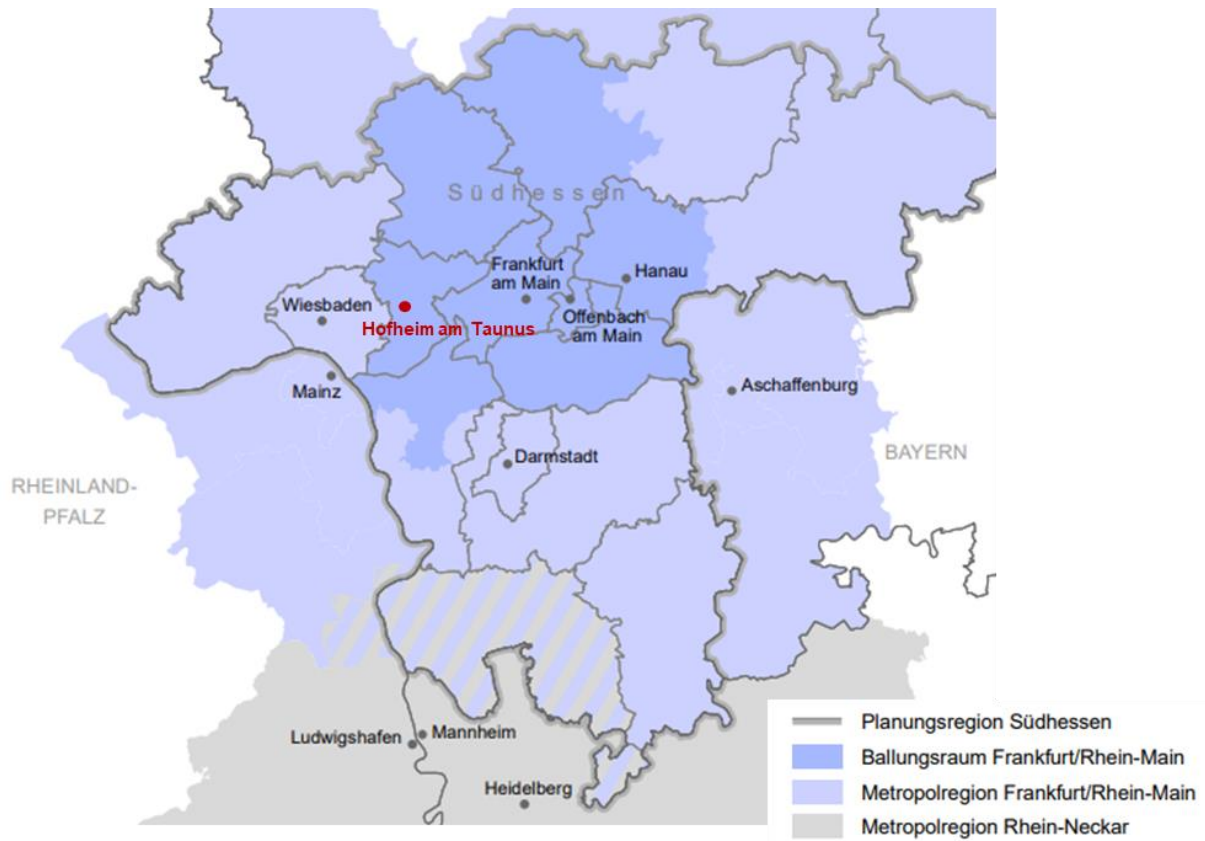 Südhessen
Frankfurt
am Main
Hanau
Wiesbaden
Offenbach
am Main
Hofheim am Taunus
Mainz
Aschaffenburg
Darmstadt
BAYERN
RHEINLAND-
PFALZ
Ludwigshafen
Mannheim
Heidelberg
Planungsregion Südhessen
Ballungsraum Frankfurt/Rhein-Main
Metropolregion Frankfurt/Rhein-Main
Metropolregion Rhein-Neckar